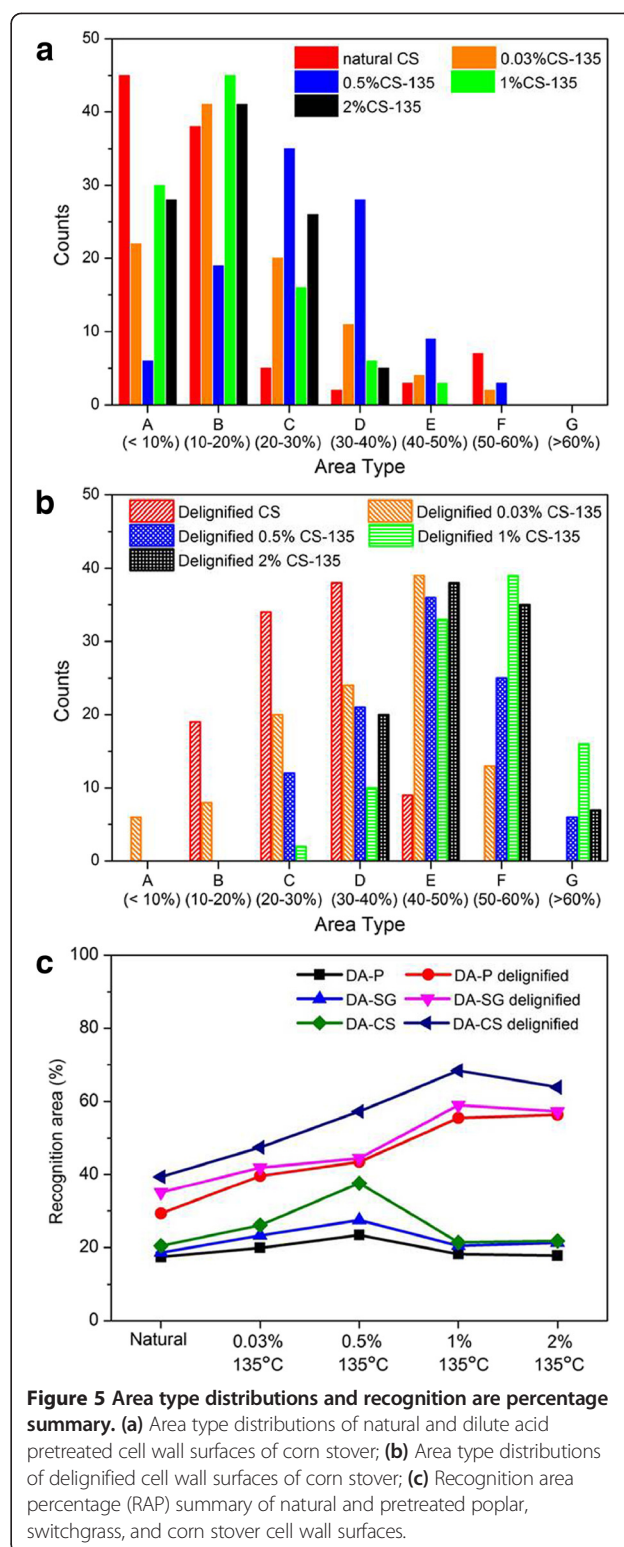 a
50
40
30
20
10
0
Counts
natural CS
0.03%CS-135
0.5%CS-135
1%CS-135
2%CS-135
A B C D E F G
(< 10%) (10-20%) (20-30%) (30-40%) (40-50%) (50-60%) (>60%)
Area Type
b
50
40
30
20
10
0
Counts
Delignified CS
Delignified 0.03% CS-135
Delignified 0.5% CS-135
Delignified 1% CS-135
Delignified 2% CS-135
A B C D E F G
(< 10%) (10-20%) (20-30%) (30-40%) (40-50%) (50-60%) (>60%)
Area Type
c
100
80
60
40
20
0
Recognition area (%)
DA-P
DA-P delignified
DA-SG
DA-SG delignified
DA-CS
DA-CS delignified
Natural 0.03% 0.5% 1% 2%
135°C 135°C 135°C 135°C
Figure 5 Area type distributions and recognition are percentage
summary. (a) Area type distributions of natural and dilute acid
pretreated cell wall surfaces of corn stover; (b) Area type distributions
of delignified cell wall surfaces of corn stover; (c) Recognition area
percentage (RAP) summary of natural and pretreated poplar,
switchgrass, and corn stover cell wall surfaces.